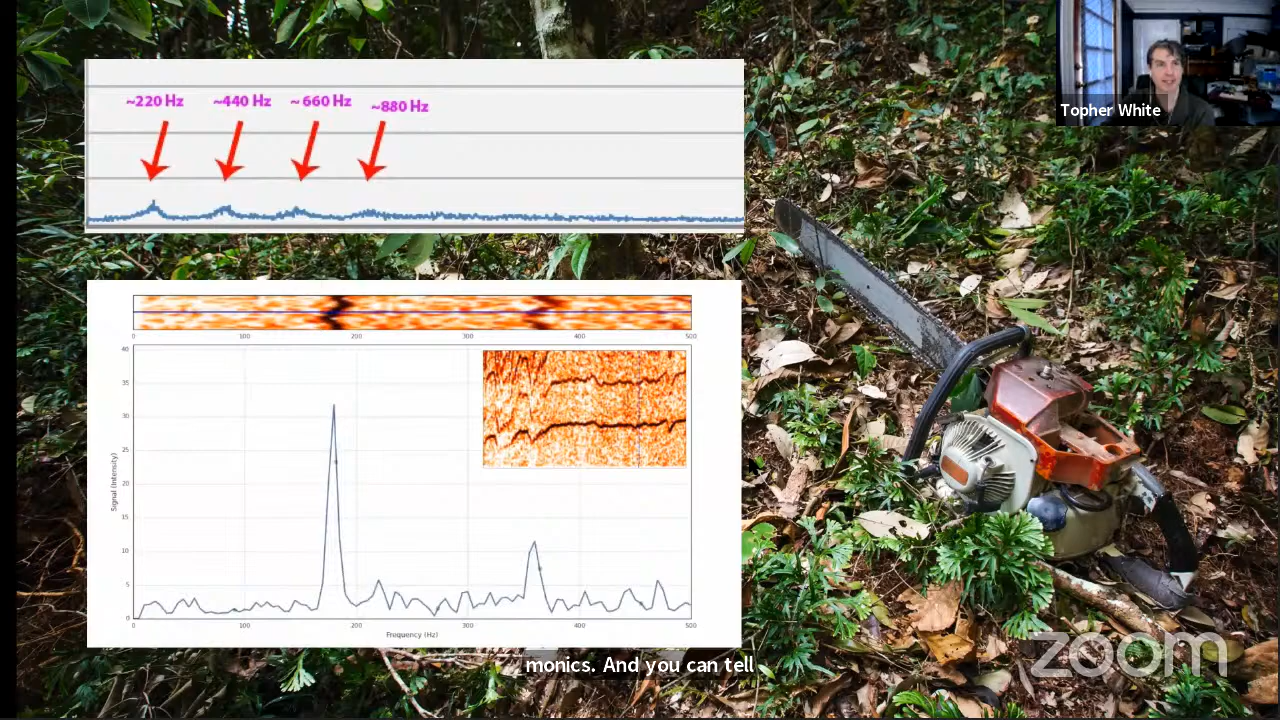 ~220 Hz
~440 Hz
~ 660 Hz
~880 Hz
Topher White
100
200
300
400
500
40
35
30
25
20
15
10
5
0
Signal (Intensity)
0
100
200
300
400
500
Frequency (Hz)
monics. And you can tell
zoom